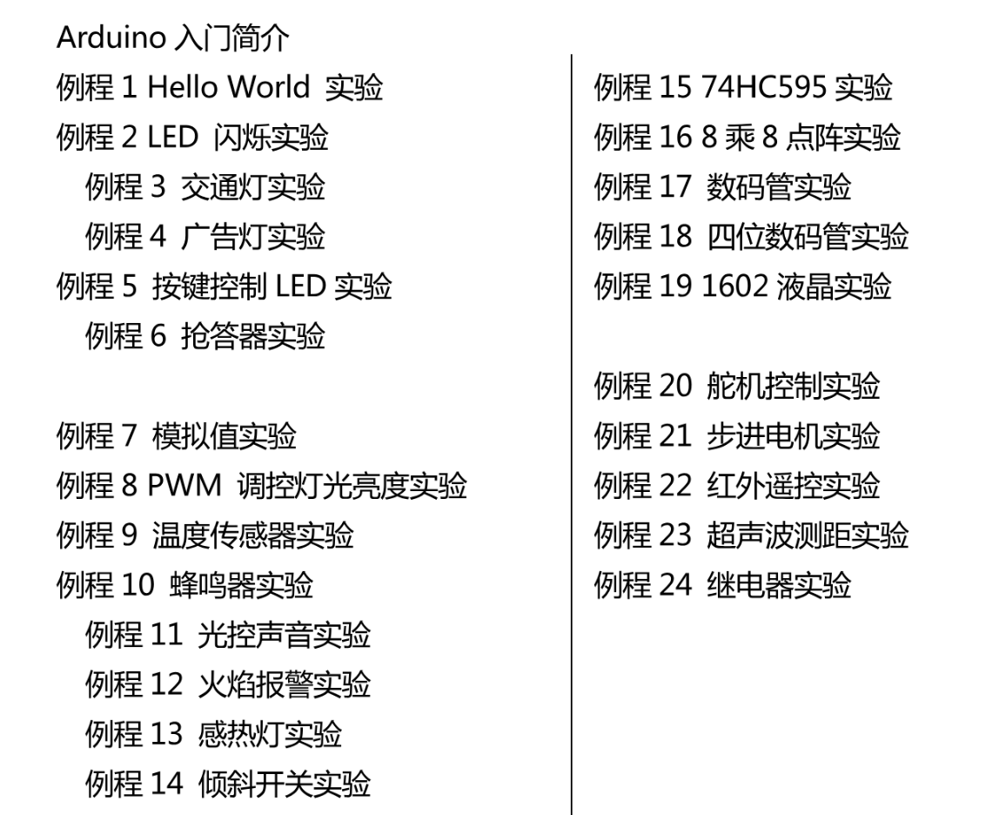 Arduino 入门简介
例程 1 Hello World 实验
例程 2 LED 闪烁实验
例程 3 交通灯实验
例程 4 广告灯实验
例程 5 按键控制 LED 实验
例程 6 抢答器实验
例程 7 模拟值实验
例程 8 PWM 调控灯光亮度实验
例程 9 温度传感器实验
例程 10 蜂鸣器实验
例程 11 光控声音实验
例程 12 火焰报警实验
例程 13 感热灯实验
例程 14 倾斜开关实验
例程 15 74HC595 实验
例程 16 8 乘 8 点阵实验
例程 17 数码管实验
例程 18 四位数码管实验
例程 19 1602 液晶实验
例程 20 舵机控制实验
例程 21 步进电机实验
例程 22 红外遥控实验
例程 23 超声波测距实验
例程 24 继电器实验